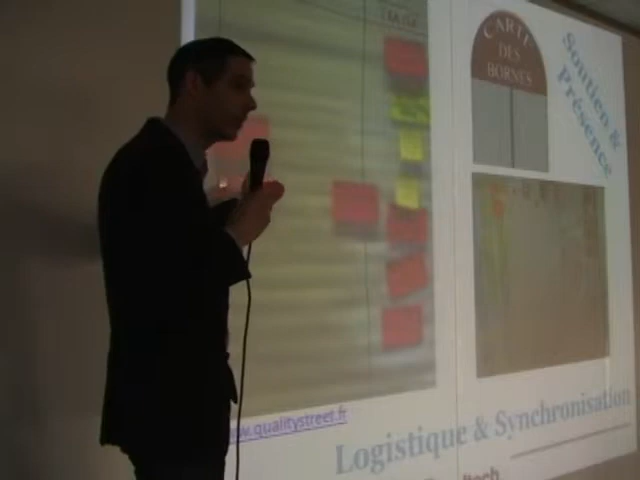 CARTE
DES
BORNES
Soutien &
Présence
www.qualitystreet.fr
Logistique & Synchronisation